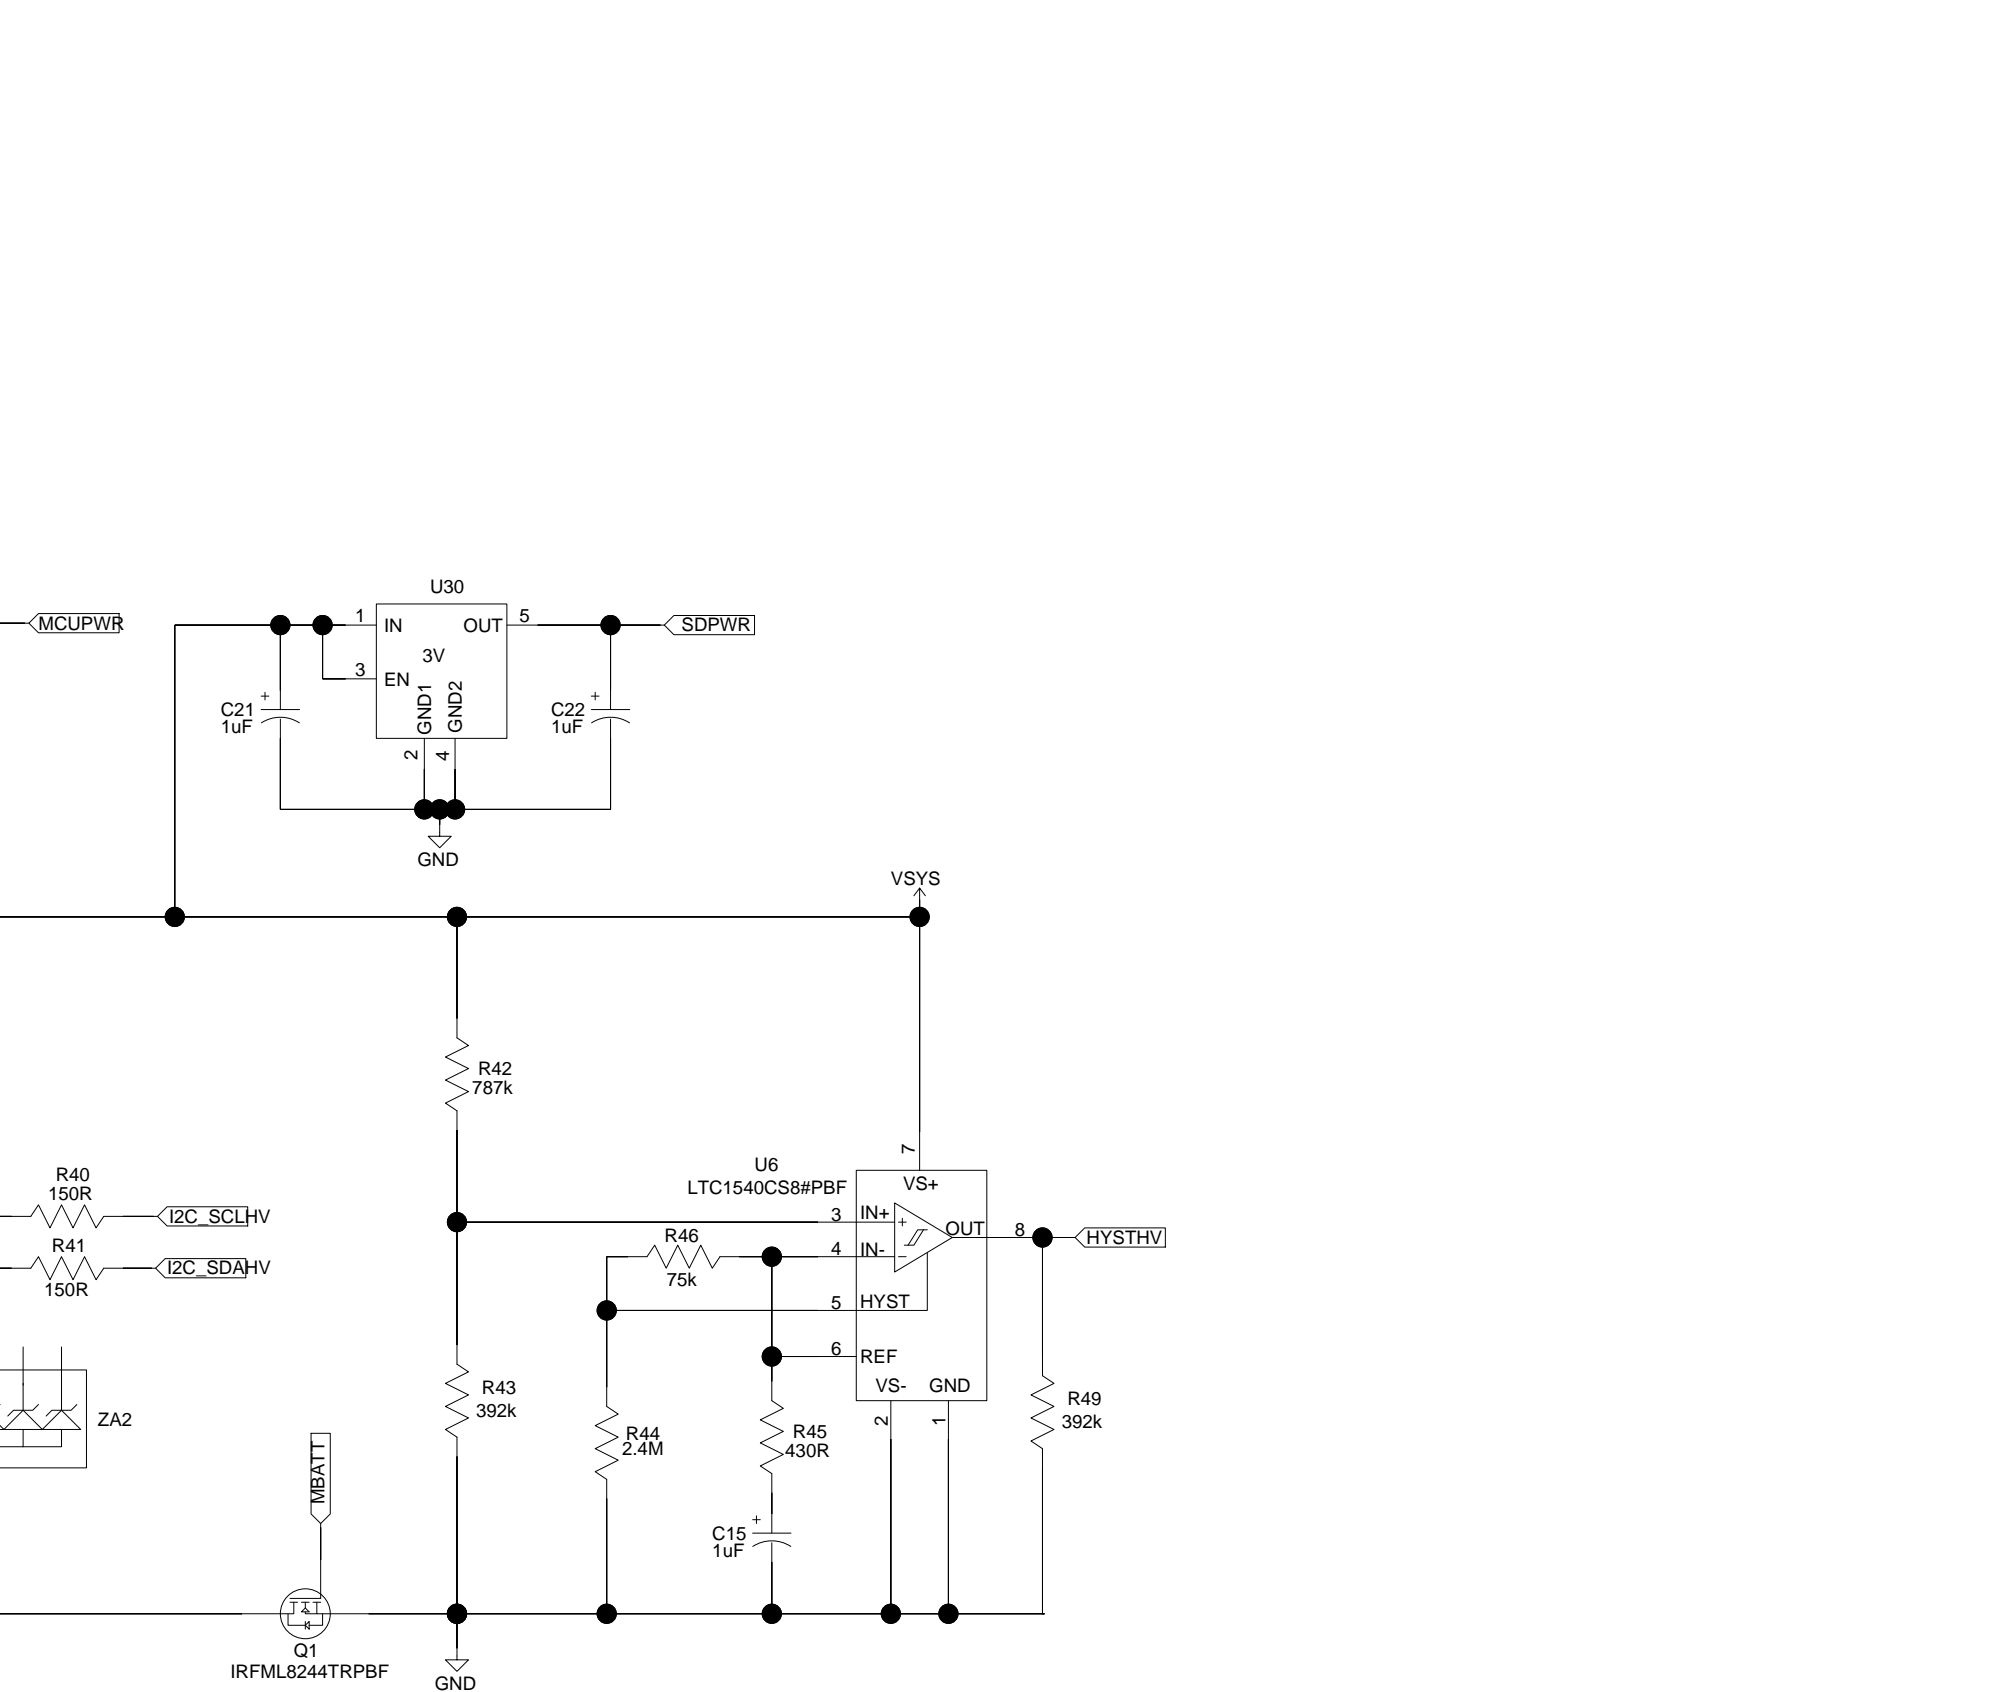 U30
MCUPWR
1
IN
OUT
5
SDPWR
3V
3
EN
GND1
GND2
+
C21
1uF
+
C22
1uF
2
4
GND
VSYS
R42
787k
7
U6
LTC1540CS8#PBF
VS+
R40
150R
I2C_SCLHV
3
IN+
+
OUT
8
HYSTHV
R46
75k
4
IN-
−
R41
150R
I2C_SDAHV
5
HYST
6
REF
VS-
GND
2
1
R43
392k
R44
2.4M
R45
430R
R49
392k
ZA2
MBATT
+
C15
1uF
Q1
IRFML8244TRPBF
GND